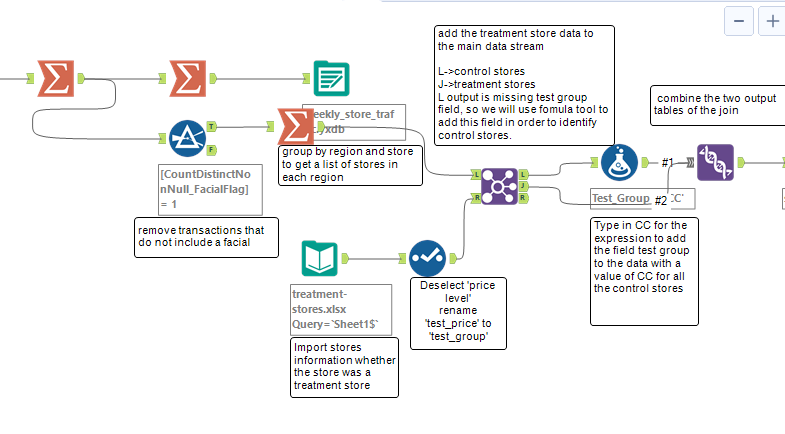 add the treatment store data to
the main data stream
L->control stores
J->treatment stores
L output is missing test group
field, so we will use fomula tool to
add this field in order to identify
control stores.
combine the two output
tables of the join
eekly_store_traf
.yxdb
T
F
group by region and store
to get a list of stores in
each region
[CountDistinctNo
nNull_FacialFlag]
= 1
remove transactions that
do not include a facial
L
R
L
J
R
#1
#2
Test_Group
CC'
Type in CC for the
expression to add
the field test group
to the data with a
value of CC for all
the control stores
treatment-
stores.xlsx
Query=`Sheet1$`
Import stores
information whether
the store was a
treatment store
Deselect 'price
level'
rename
'test_price' to
'test_group'